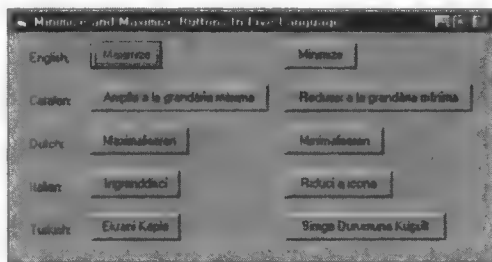 Minimize and Maximize Buttons In Five Language
English: Maximize Minimize
Catalan: Amplia a la grandària màxima Redueix a la grandària mínima
Dutch: Maximaliseren Minimaliseren
Italian: Ingrandisci Riduci a icona
Turkish: Ekranı Kapla Simge Durumuna Küçült